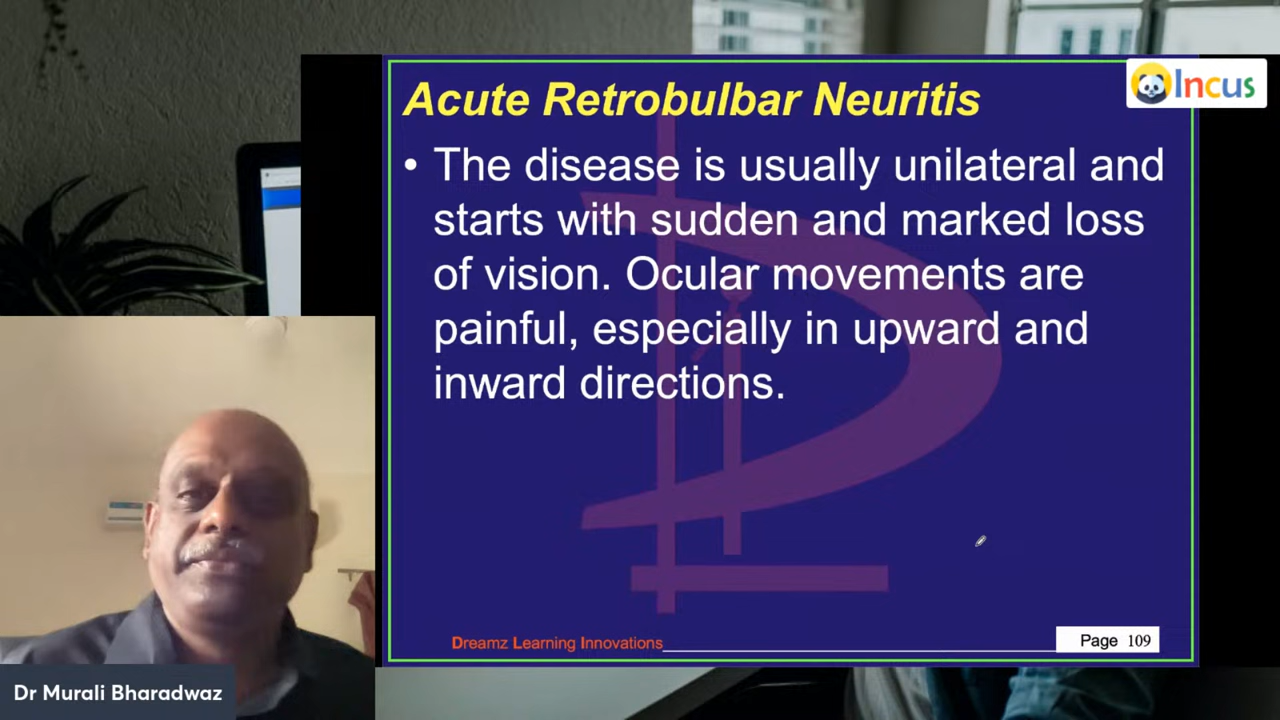 Acute Retrobulbar Neuritis
Incus
• The disease is usually unilateral and
starts with sudden and marked loss
of vision. Ocular movements are
painful, especially in upward and
inward directions.
Dreamz Learning Innovations
Page 109
Dr Murali Bharadwaz